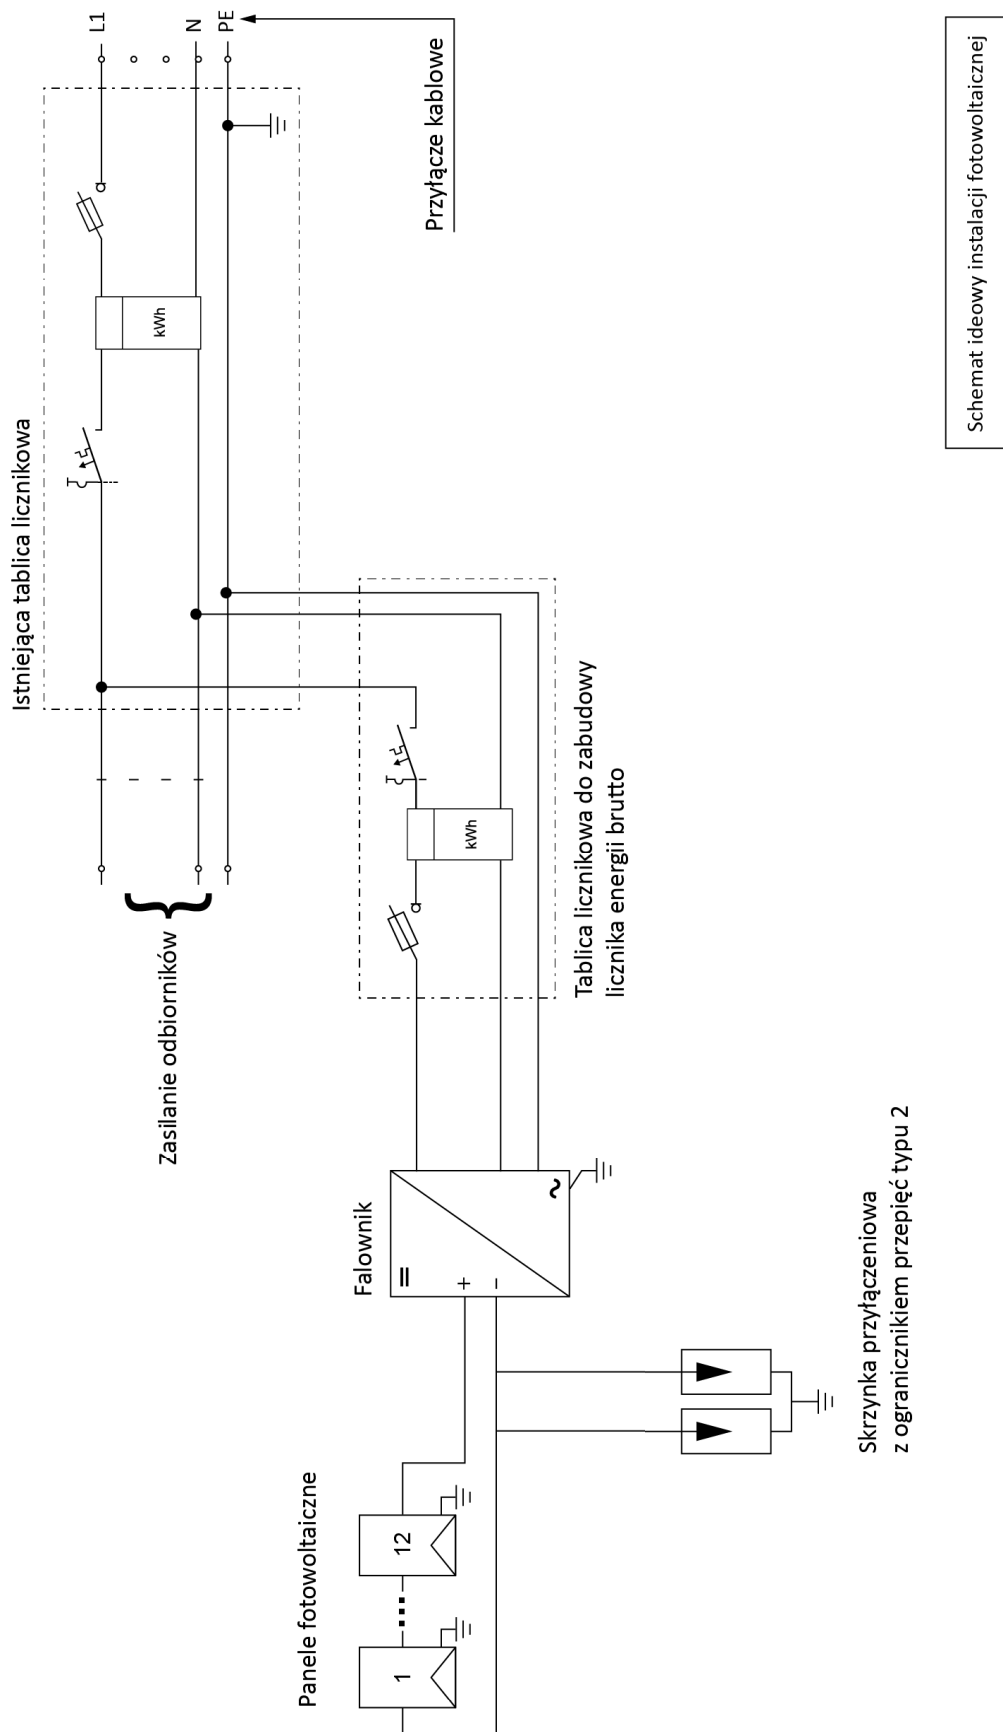 Panele fotowoltaiczne
1
12
Falownik
=
~
+
−
Skrzynka przyłączeniowa
z ogranicznikiem przepięć typu 2
Zasilanie odbiorników
Tablica licznikowa do zabudowy
licznika energii brutto
kWh
Istniejąca tablica licznikowa
kWh
L1
N
PE
Przyłącze kablowe
Schemat ideowy instalacji fotowoltaicznej